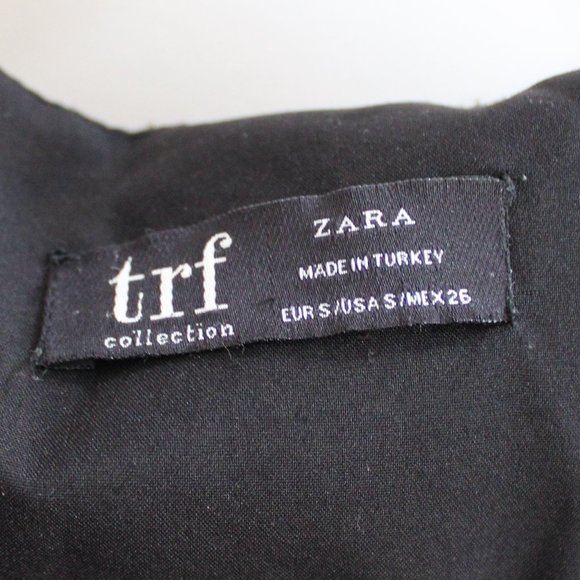 trf
collection
ZARA
MADE IN TURKEY
EUR S/USA S/MEX 26